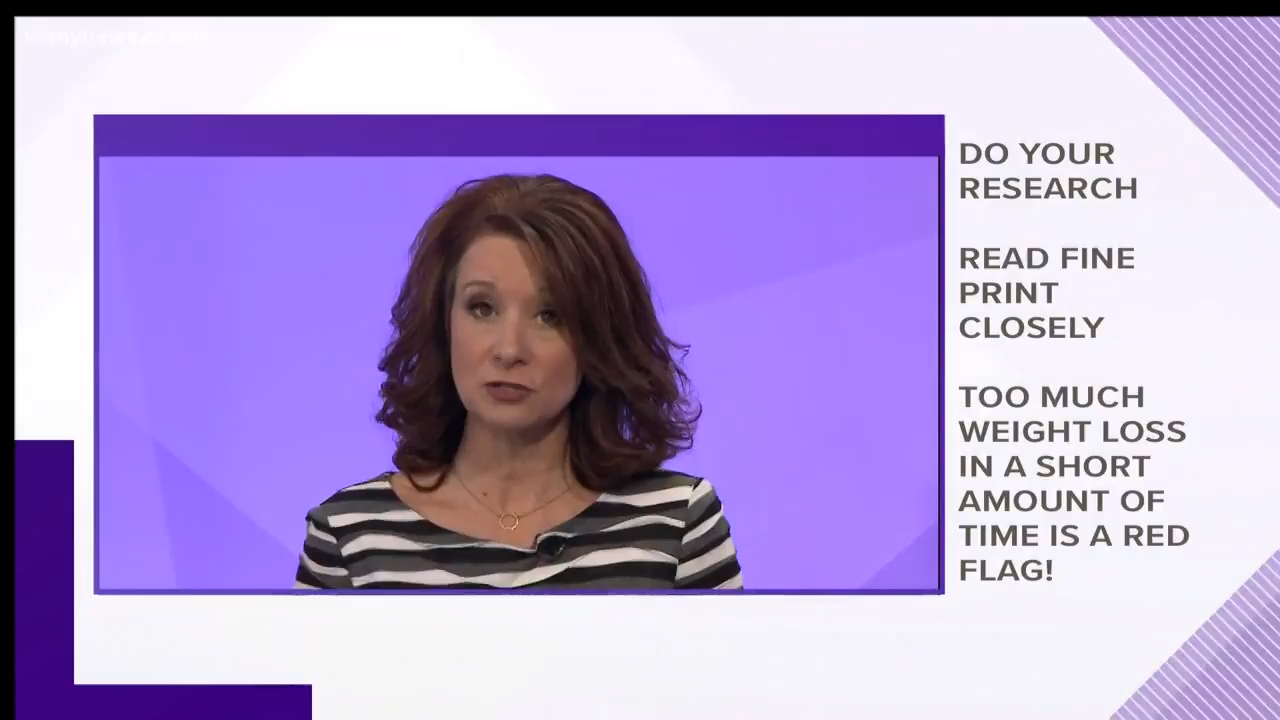 DO YOUR
RESEARCH
READ FINE
PRINT
CLOSELY
TOO MUCH
WEIGHT LOSS
IN A SHORT
AMOUNT OF
TIME IS A RED
FLAG!